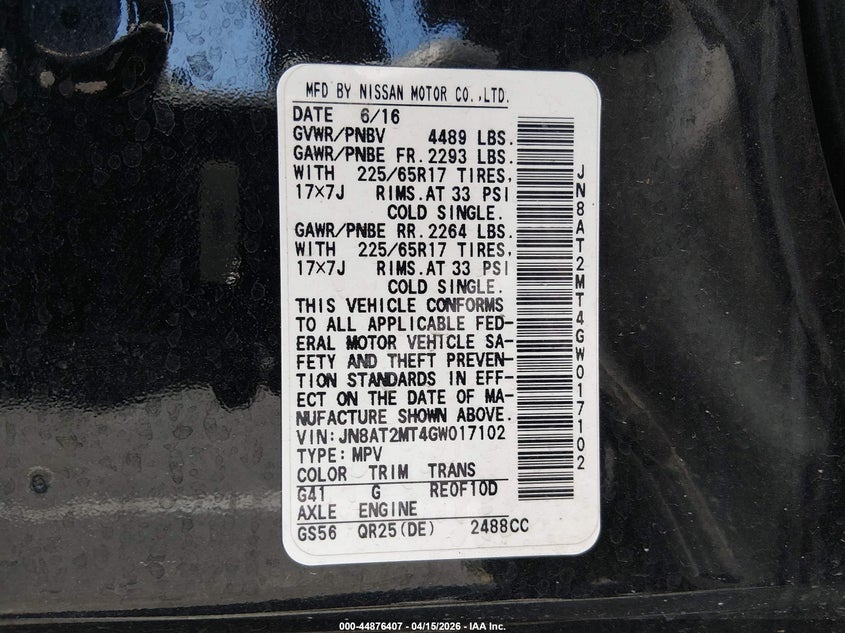 MFD BY NISSAN MOTOR CO.,LTD.
DATE 6/16
GVWR/PNBV 4489 LBS.
GAWR/PNBE FR. 2293 LBS.
WITH 225/65R17 TIRES,
17×7J RIMS. AT 33 PSI
COLD SINGLE.
GAWR/PNBE RR. 2264 LBS.
WITH 225/65R17 TIRES,
17×7J RIMS. AT 33 PSI
COLD SINGLE.
THIS VEHICLE CONFORMS
TO ALL APPLICABLE FED-
ERAL MOTOR VEHICLE SA-
FETY AND THEFT PREVEN-
TION STANDARDS IN EFF-
ECT ON THE DATE OF MA-
NUFACTURE SHOWN ABOVE.
VIN: JN8AT2MT4GW017102
TYPE: MPV
COLOR TRIM TRANS
G41 G RE0F10D
AXLE ENGINE
GS56 QR25(DE) 2488CC
JN8AT2MT4GW017102
000-44876407 - 04/15/2026 - IAA Inc.